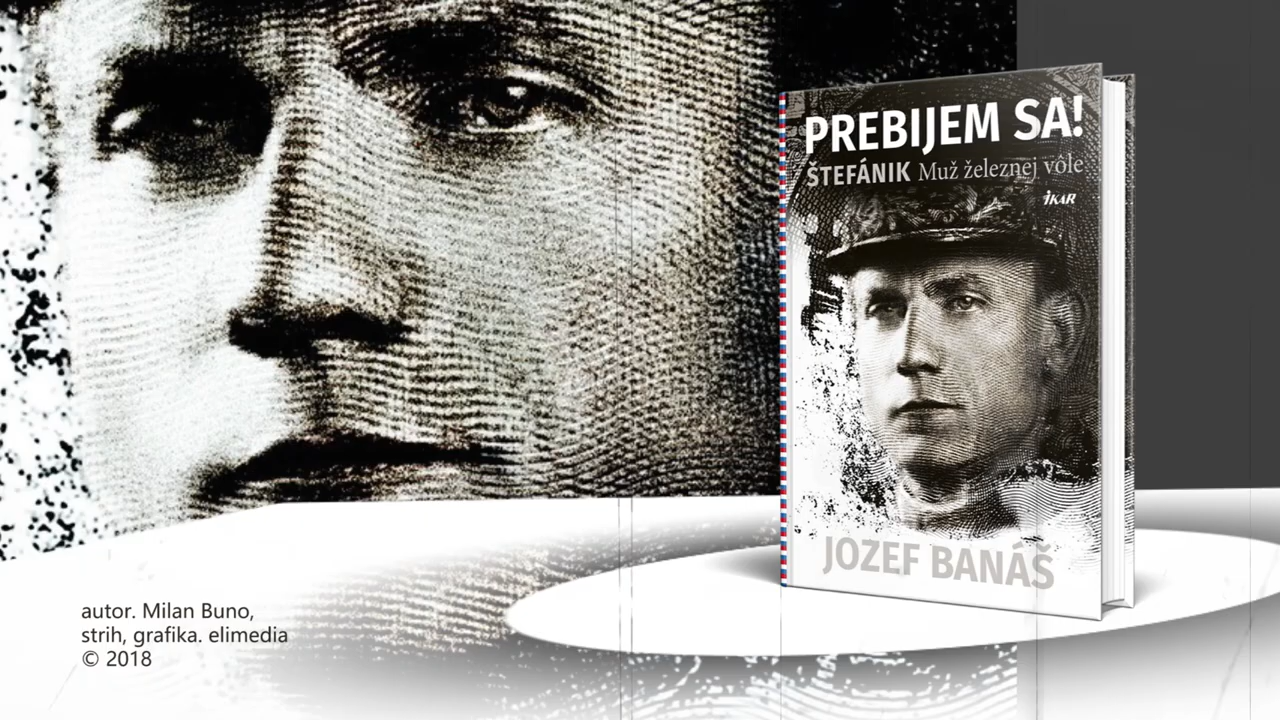 PREBIJEM SA!
ŠTEFÁNIK Muž železnej vôle
IKAR
JOZEF BANÁŠ
autor. Milan Buno,
strih, grafika. elimedia
© 2018